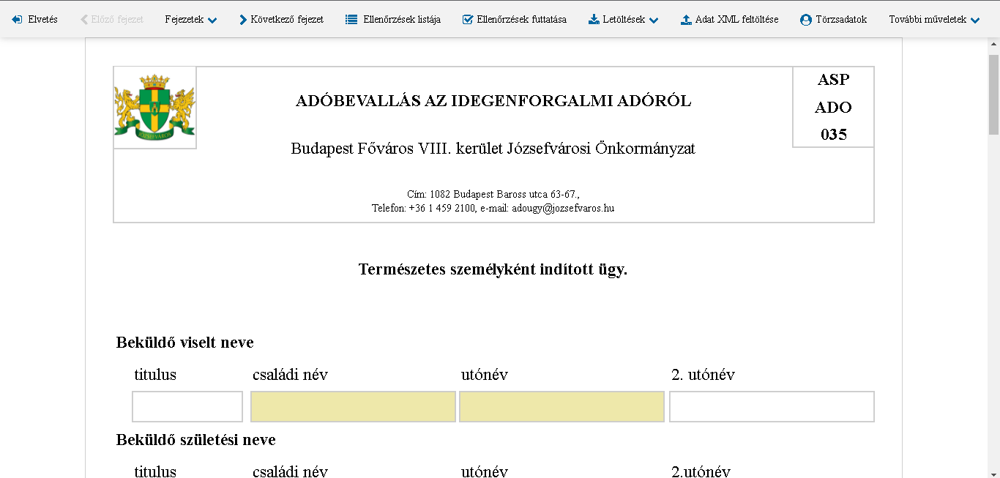 Elvetés Előző fejezet Fejezetek Következő fejezet Ellenőrzések listája Ellenőrzések futtatása Letöltések Adat XML feltöltése Törzsadatok További műveletek
JÓZSEFVÁROS
ADÓBEVALLÁS AZ IDEGENFORGALMI ADÓRÓL
Budapest Főváros VIII. kerület Józsefvárosi Önkormányzat
Cím: 1082 Budapest Baross utca 63-67.,
Telefon: +36 1 459 2100, e-mail: adougy@jozsefvaros.hu
ASP
ADO
035
Természetes személyként indított ügy.
Beküldő viselt neve
titulus családi név utónév 2. utónév
Beküldő születési neve
titulus családi név utónév 2.utónév